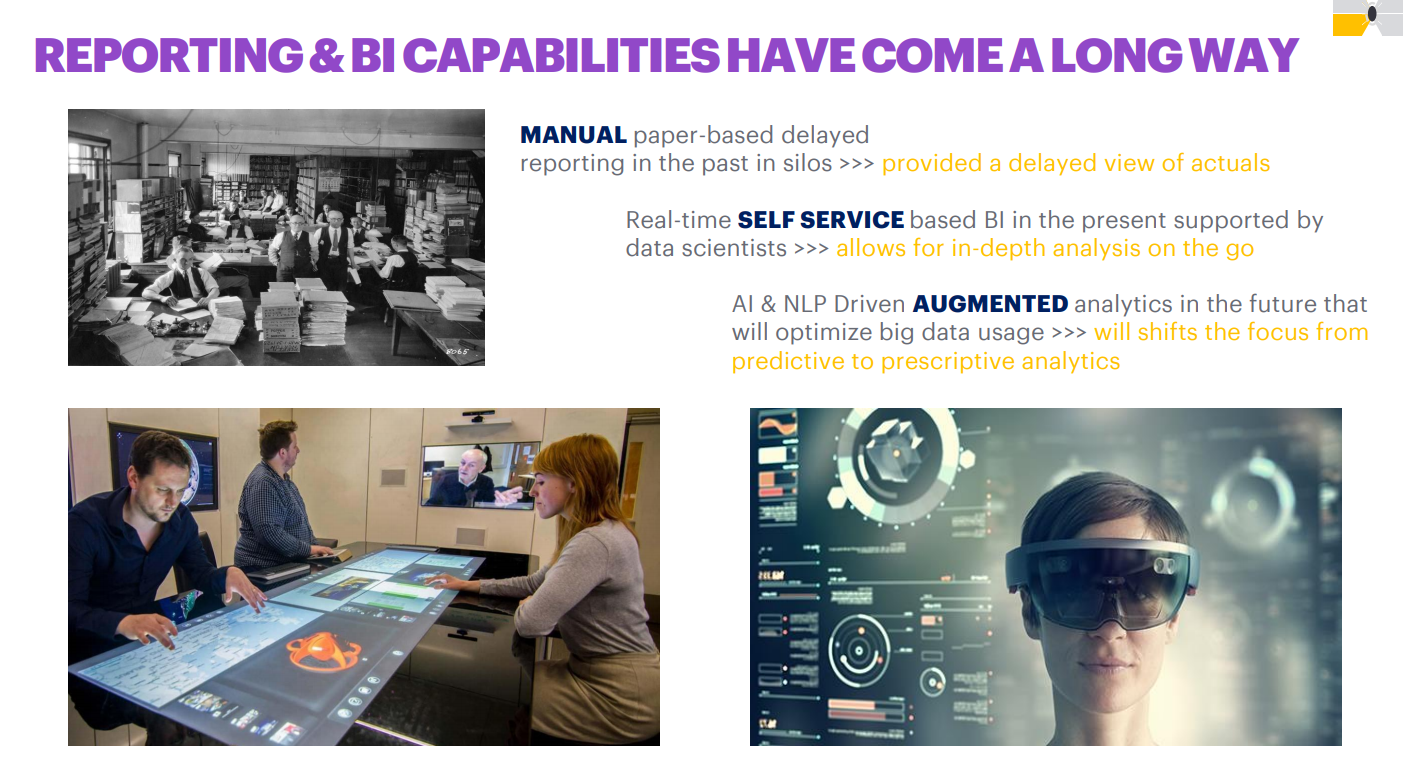 REPORTING & BI CAPABILITIES HAVE COME A LONG WAY
MANUAL paper-based delayed
reporting in the past in silos >>> provided a delayed view of actuals
Real-time SELF SERVICE based BI in the present supported by
data scientists >>> allows for in-depth analysis on the go
AI & NLP Driven AUGMENTED analytics in the future that
will optimize big data usage >>> will shifts the focus from
predictive to prescriptive analytics